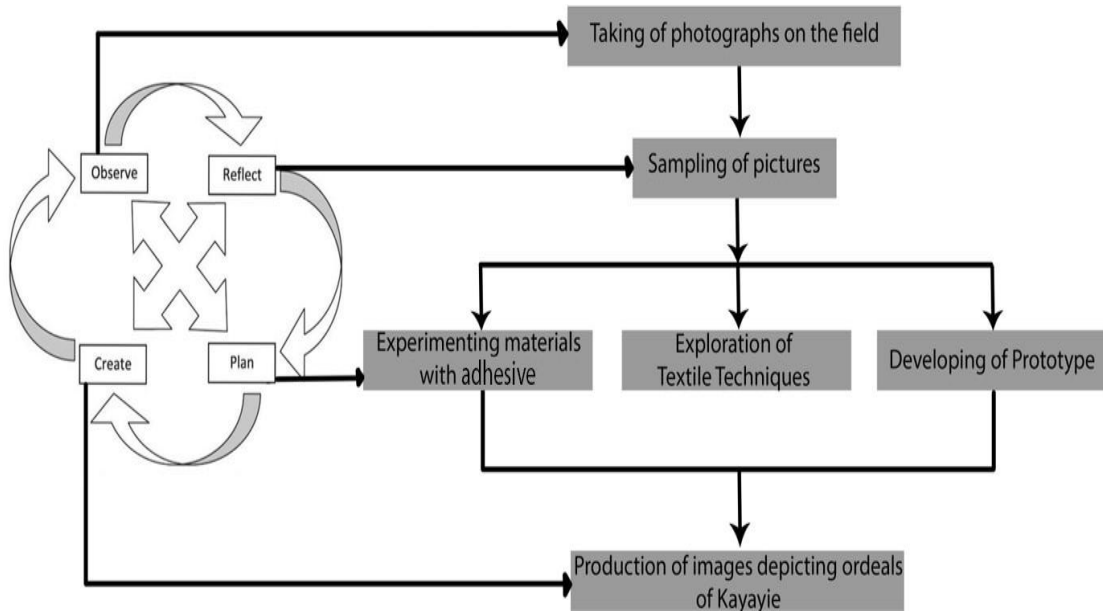 Taking of photographs on the field
Observe
Reflect
Sampling of pictures
Create
Plan
Experimenting materials
with adhesive
Exploration of
Textile Techniques
Developing of Prototype
Production of images depicting ordeals
of Kayayie